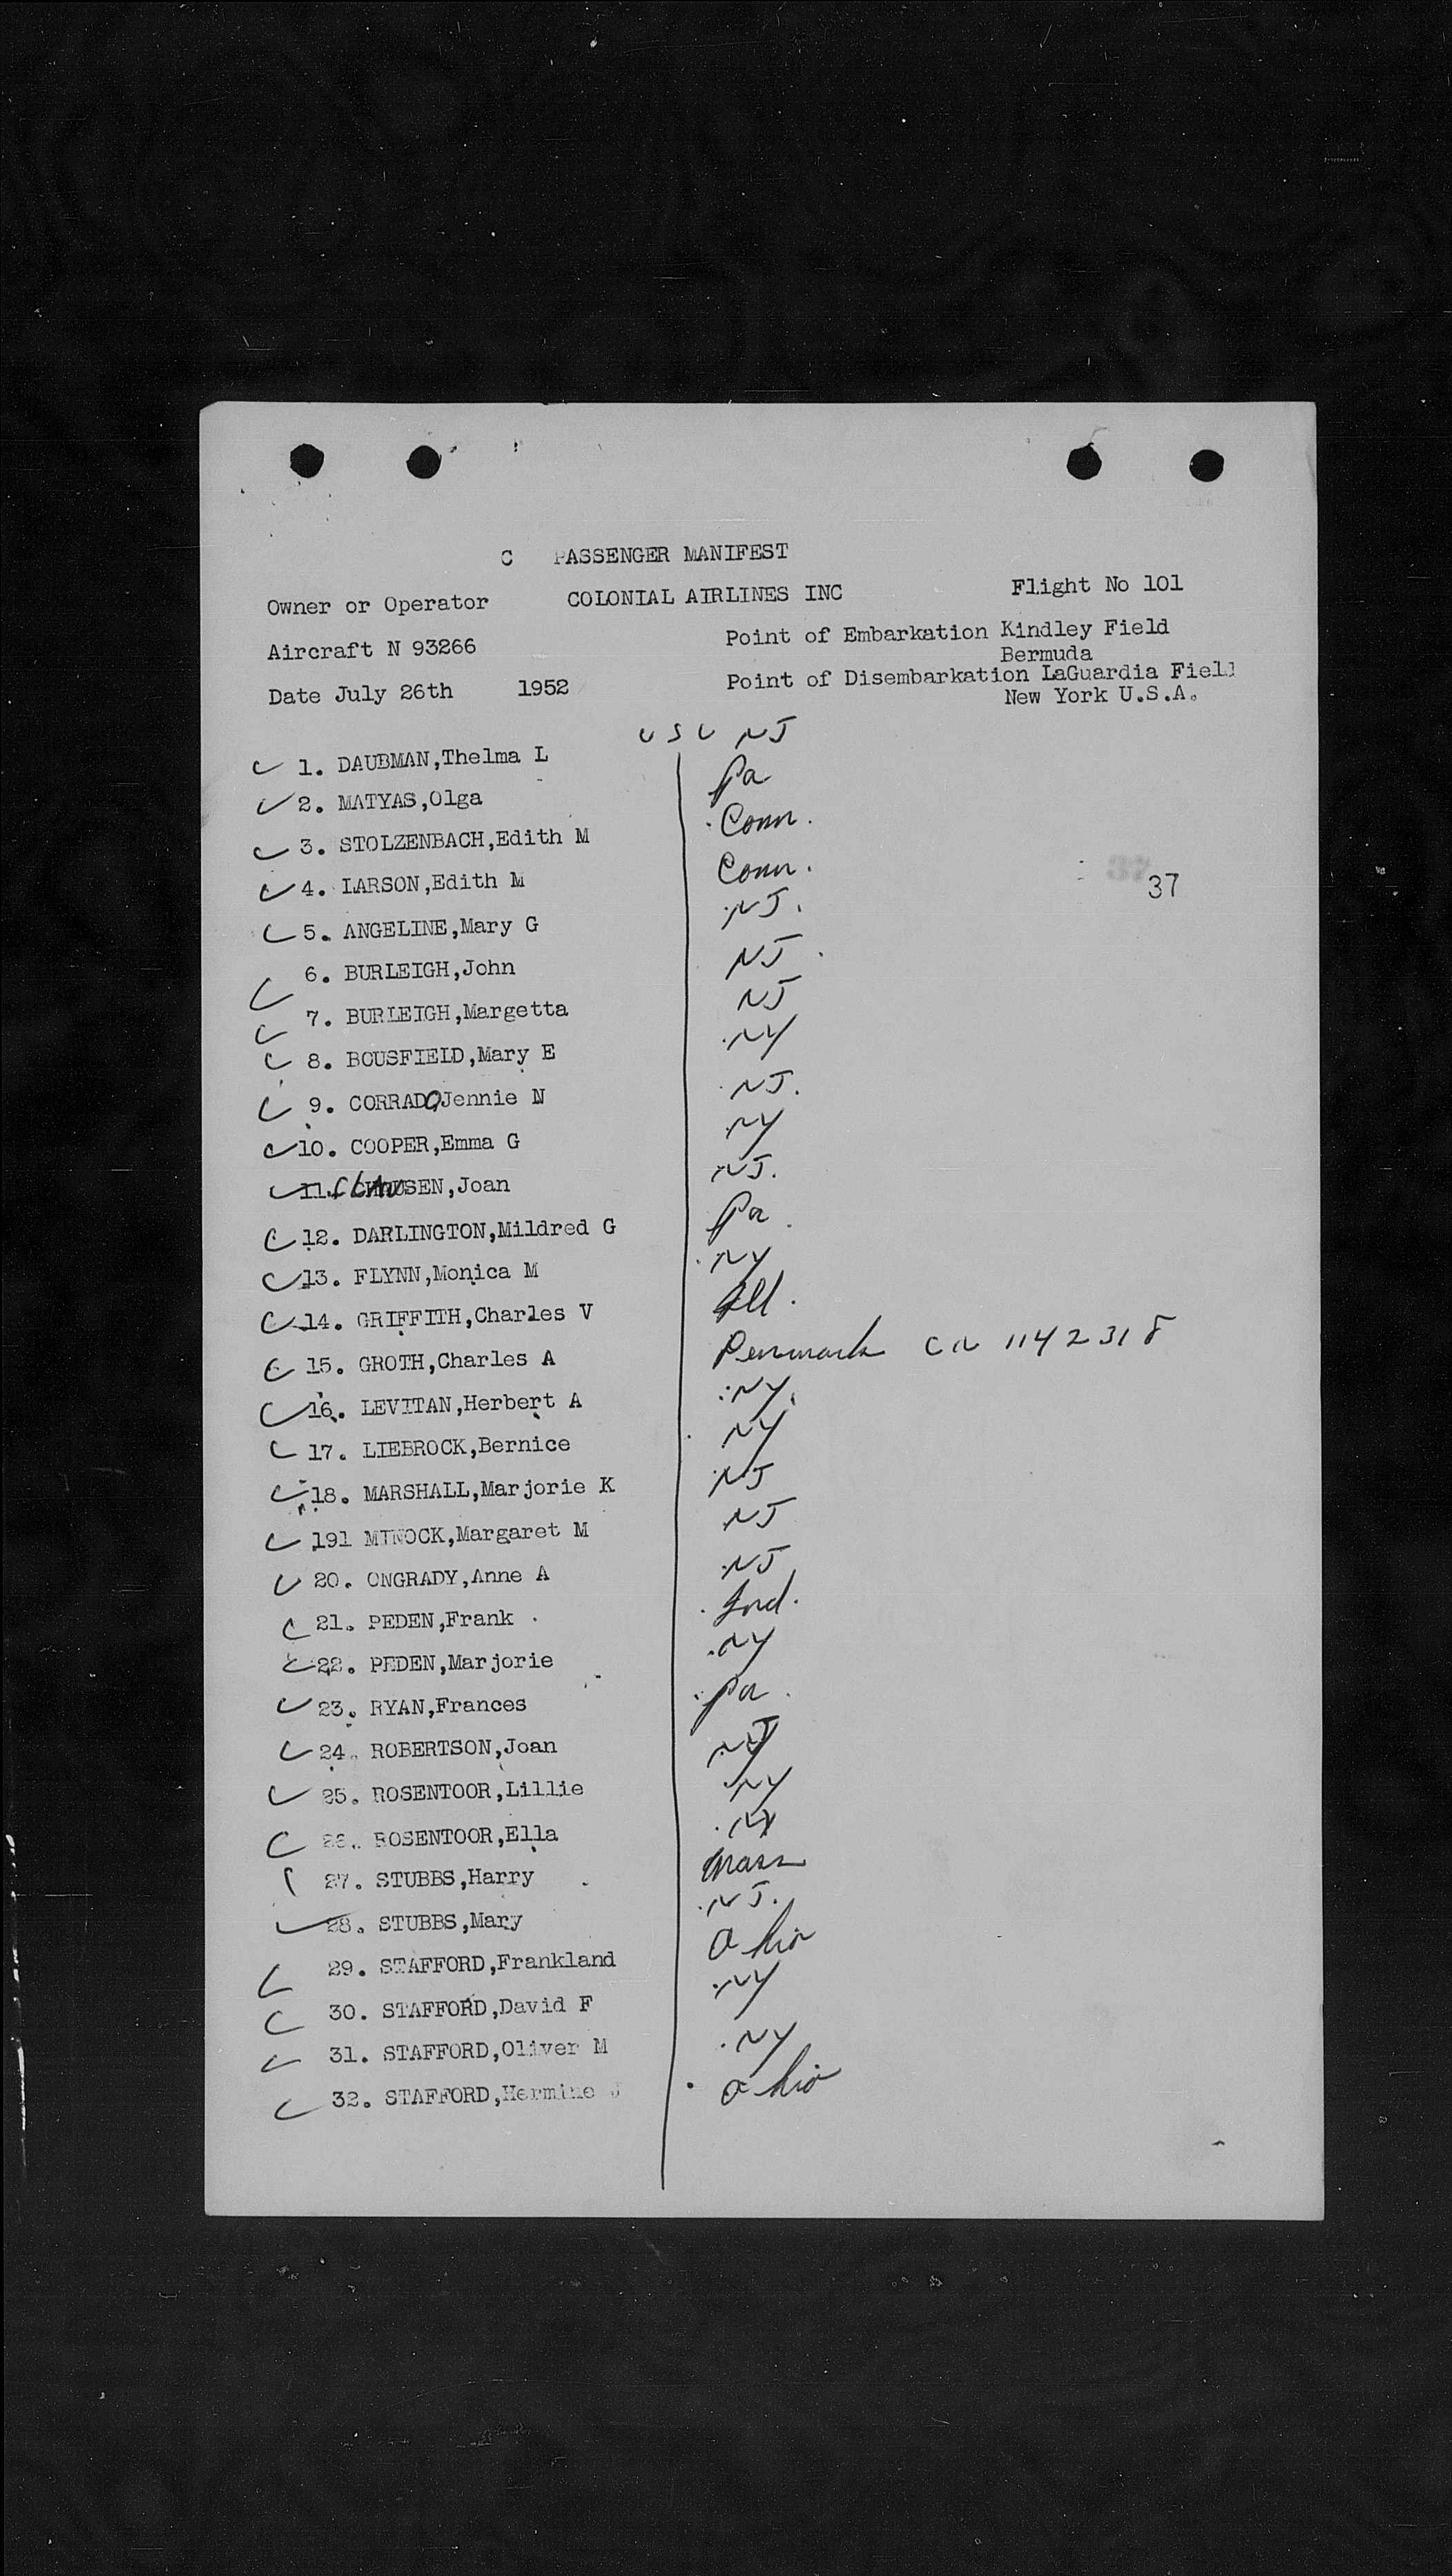 C PASSENGER MANIFEST
Owner or Operator COLONIAL AIRLINES INC Flight No 101
Aircraft N 93266 Point of Embarkation Kindley Field
Bermuda
Date July 26th 1952 Point of Disembarkation LaGuardia Field
New York U.S.A.
1. DAUBMAN,Thelma L USC NJ
2. MATYAS,Olga Pa
3. STOLZENBACH,Edith M Conn.
4. LARSON,Edith M Conn.
37
5. ANGELINE,Mary G NJ.
6. BURLEIGH,John NJ
7. BURLEIGH,Margetta NJ
8. BOUSFIELD,Mary E NY
9. CORRADO,Jennie N NJ.
10. COOPER,Emma G NY
11. CLAUSEN,Joan NJ.
12. DARLINGTON,Mildred G Pa
13. FLYNN,Monica M NY
14. GRIFFITH,Charles V Ill.
15. GROTH,Charles A Denmark CN 1142318
16. LEVITAN,Herbert A NY.
17. LIEBROCK,Bernice NY
18. MARSHALL,Marjorie K NJ
191 MINOCK,Margaret M NJ
20. ONGRADY,Anne A NJ
21. PEDEN,Frank Ind.
22. PEDEN,Marjorie NY
23. RYAN,Frances Pa
24. ROBERTSON,Joan
25. ROSENTOOR,Lillie NY
26. ROSENTOOR,Ella NY
27. STUBBS,Harry Mass
28. STUBBS,Mary NJ.
29. STAFFORD,Frankland Ohio
30. STAFFORD,David F NY
31. STAFFORD,Oliver M NY
32. STAFFORD,Hermine J Ohio